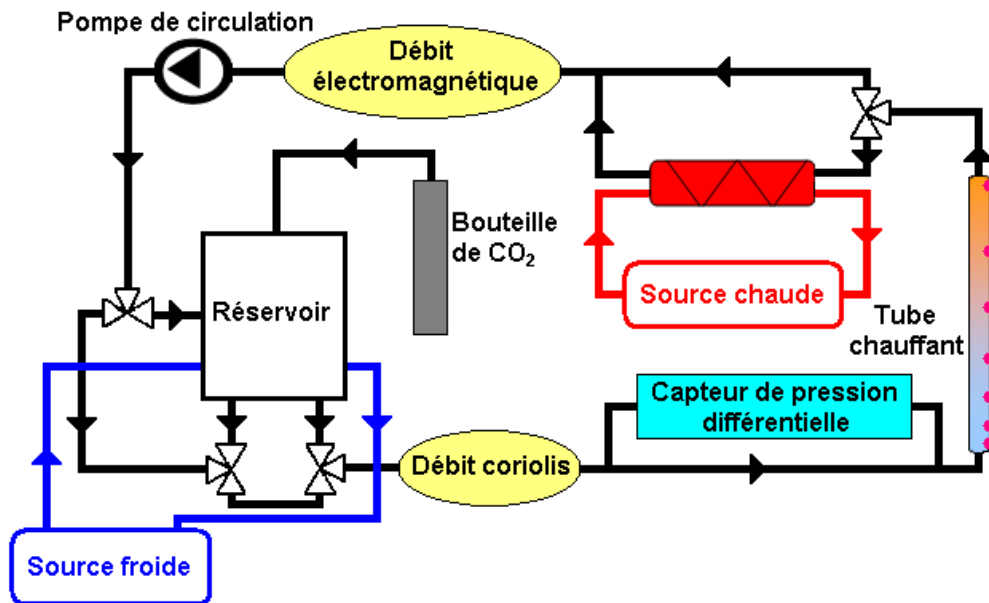 Pompe de circulation
Débit
électromagnétique
Bouteille
de CO₂
Réservoir
Source chaude
Tube
chauffant
Capteur de pression
différentielle
Débit coriolis
Source froide